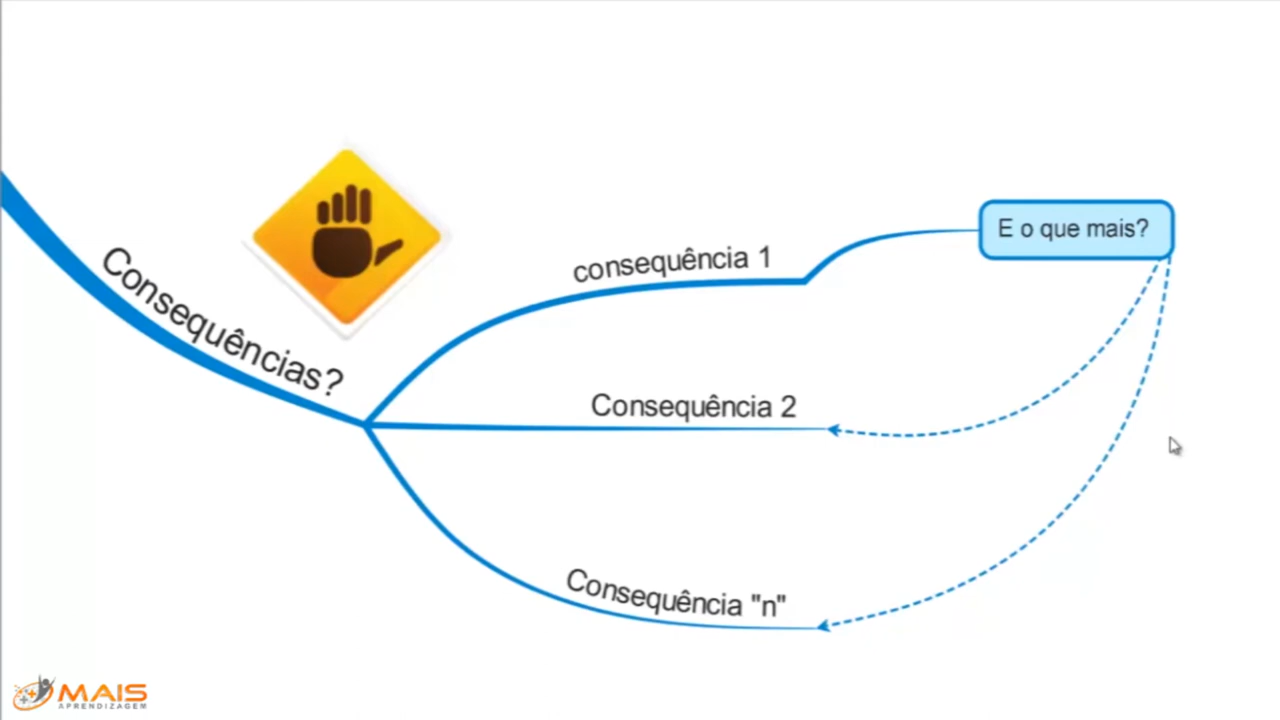 Consequências?
consequência 1
E o que mais?
Consequência 2
Consequência "n"
MAIS
APRENDIZAGEM